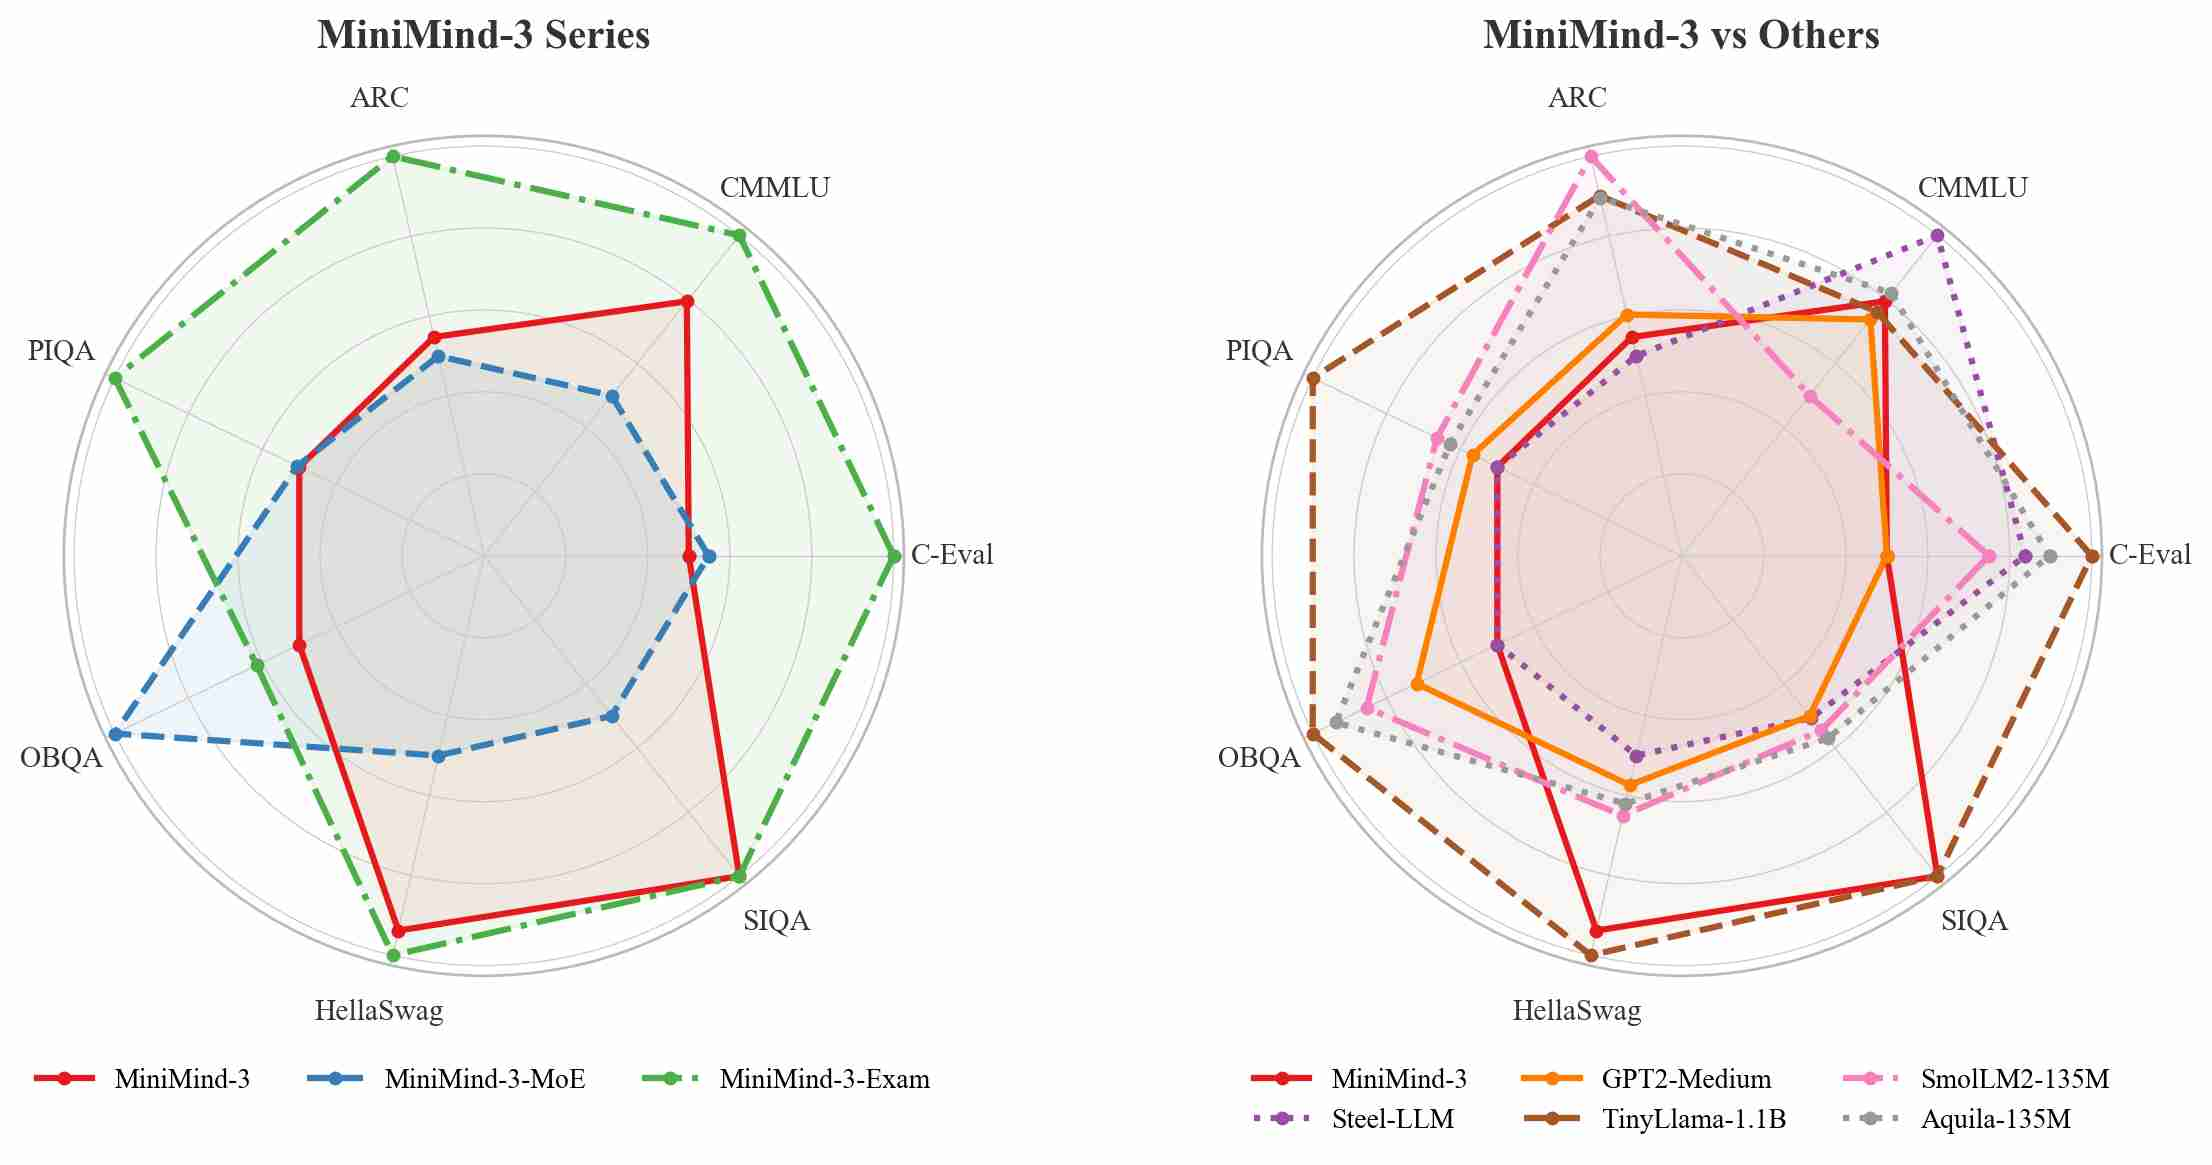 MiniMind-3 Series
ARC
CMMLU
PIQA
C-Eval
OBQA
SIQA
HellaSwag
MiniMind-3
MiniMind-3-MoE
MiniMind-3-Exam
MiniMind-3 vs Others
ARC
CMMLU
PIQA
C-Eval
OBQA
SIQA
HellaSwag
MiniMind-3
GPT2-Medium
SmolLM2-135M
Steel-LLM
TinyLlama-1.1B
Aquila-135M